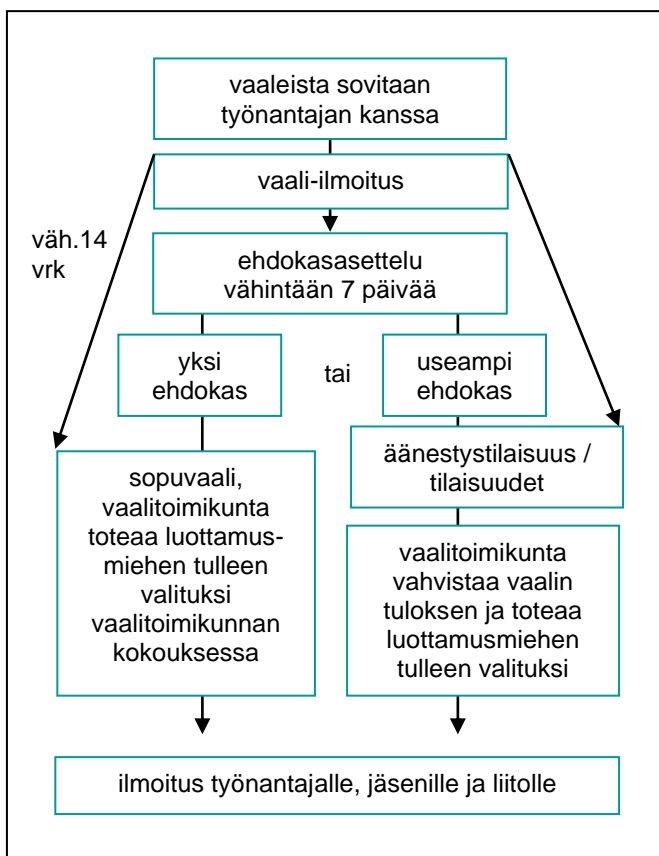 vaaleista sovitaan
työnantajan kanssa
vaali-ilmoitus
väh.14
vrk
ehdokasasettelu
vähintään 7 päivää
yksi
ehdokas
tai
useampi
ehdokas
sopuvaali,
vaalitoimikunta
toteaa luottamus-
miehen tulleen
valituksi
vaalitoimikunnan
kokouksessa
äänestystilaisuus /
tilaisuudet
vaalitoimikunta
vahvistaa vaalin
tuloksen ja toteaa
luottamusmiehen
tulleen valituksi
ilmoitus työnantajalle, jäsenille ja liitolle